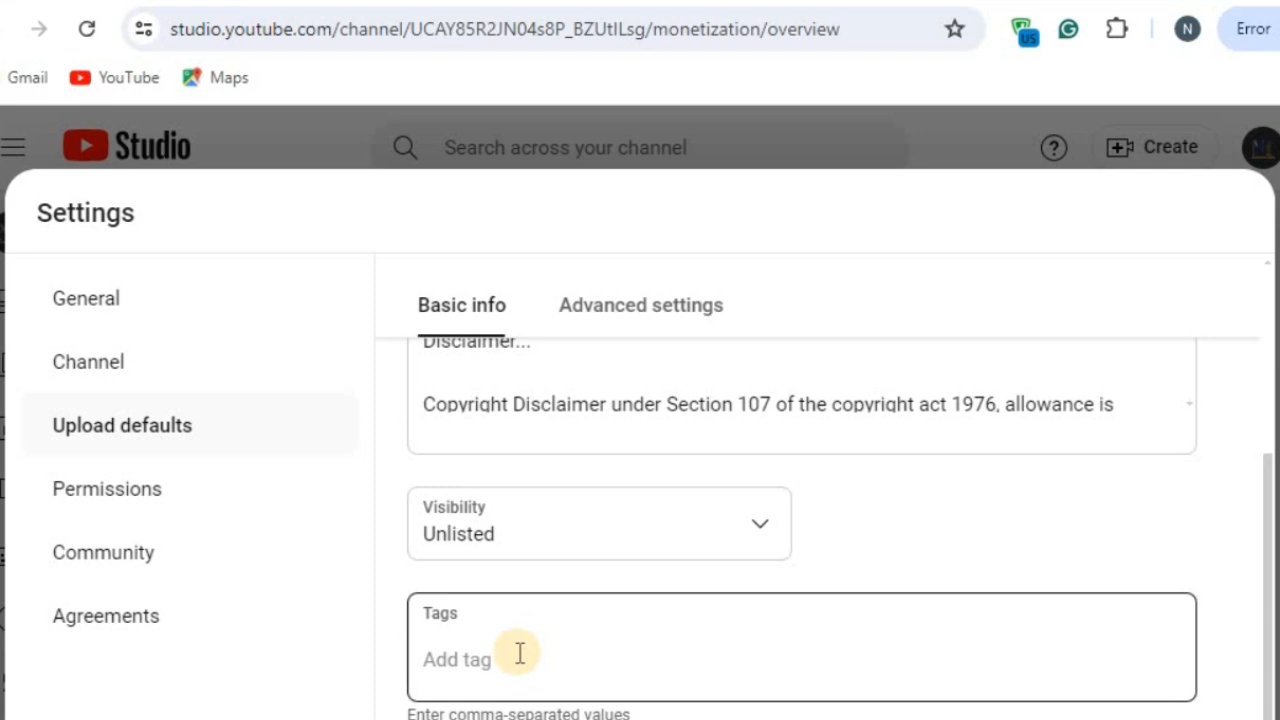 studio.youtube.com/channel/UCAY85R2JN04s8P_BZUtlLsg/monetization/overview
US
N
Error
Gmail
YouTube
Maps
Studio
Search across your channel
Create
Settings
General
Channel
Upload defaults
Permissions
Community
Agreements
Basic info
Advanced settings
Disclaimer...
Copyright Disclaimer under Section 107 of the copyright act 1976, allowance is
Visibility
Unlisted
Tags
Add tag
Enter comma-separated values